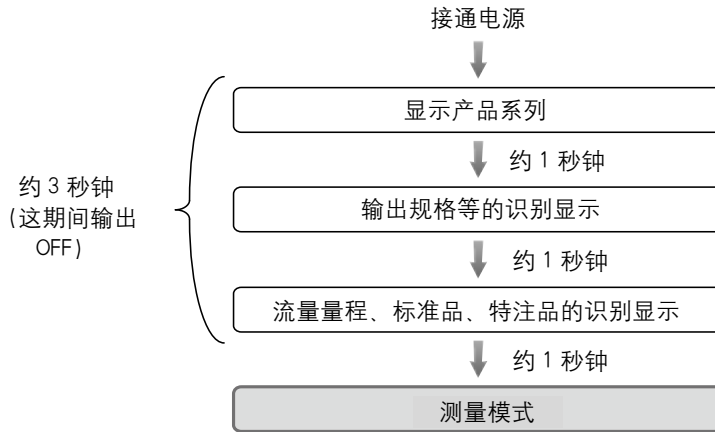 接通电源
显示产品系列
约 1 秒钟
约 3 秒钟
(这期间输出
OFF)
输出规格等的识别显示
约 1 秒钟
流量量程、标准品、特注品的识别显示
约 1 秒钟
测量模式